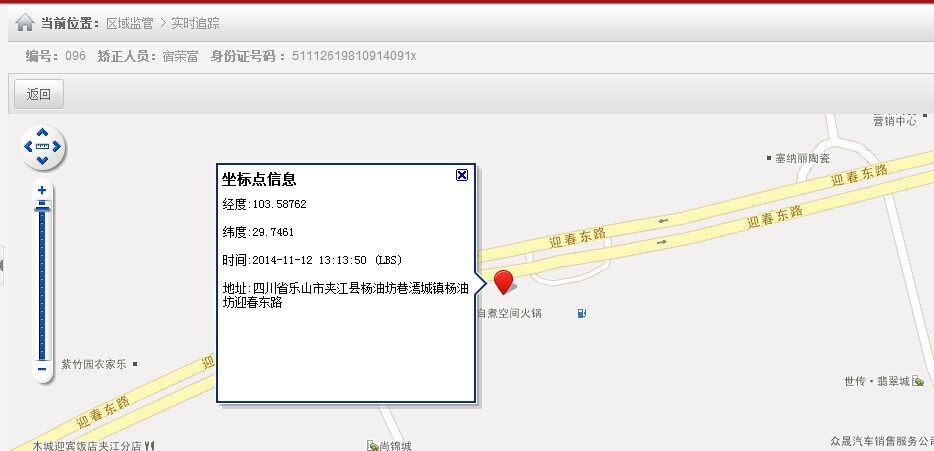 当前位置：区域监管 > 实时追踪
编号：096 矫正人员：宿荣富 身份证号码：51112619810914091x
返回
营销中心
塞纳丽陶瓷
迎春东路
迎春东路
迎春东路
坐标点信息
经度:103.58762
纬度:29.7461
时间:2014-11-12 13:13:50 (LBS)
地址:四川省乐山市夹江县杨油坊巷漹城镇杨油
坊迎春东路
自煮空间火锅
紫竹园农家乐
迎
世传·翡翠城
迎春东路
木城迎宾饭店夹江分店
尚锦城
众晟汽车销售服务公司